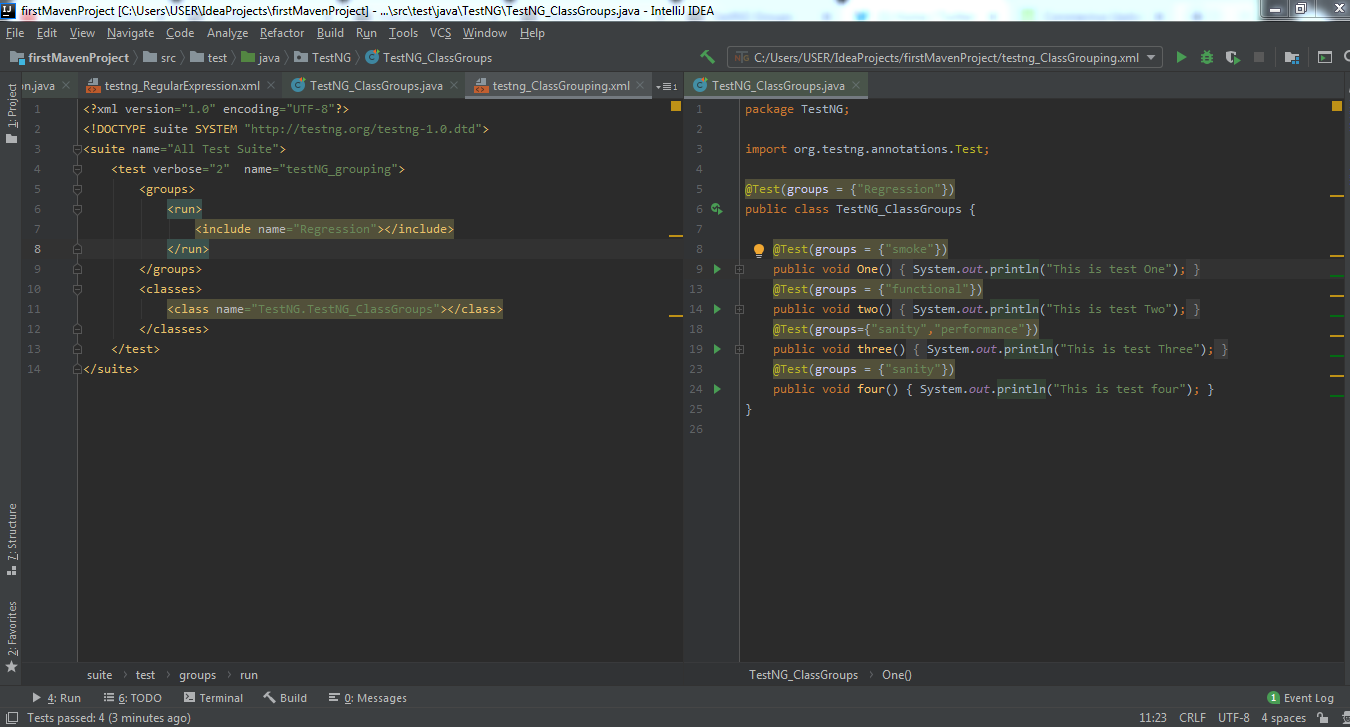 firstMavenProject [C:\Users\USER\IdeaProjects\firstMavenProject] - ...\src\test\java\TestNG\TestNG_ClassGroups.java - IntelliJ IDEA
File Edit View Navigate Code Analyze Refactor Build Run Tools VCS Window Help
firstMavenProject src test java TestNG TestNG_ClassGroups C:/Users/USER/IdeaProjects/firstMavenProject/testng_ClassGrouping.xml
n.java testng_RegularExpression.xml TestNG_ClassGroups.java testng_ClassGrouping.xml 1
1 <?xml version="1.0" encoding="UTF-8"?>
2 <!DOCTYPE suite SYSTEM "http://testng.org/testng-1.0.dtd">
3 <suite name="All Test Suite">
4 <test verbose="2"  name="testNG_grouping">
5 <groups>
6 <run>
7 <include name="Regression"></include>
8 </run>
9 </groups>
10 <classes>
11 <class name="TestNG.TestNG_ClassGroups"></class>
12 </classes>
13 </test>
14 </suite>
TestNG_ClassGroups.java
1 package TestNG;
2
3 import org.testng.annotations.Test;
4
5 @Test(groups = {"Regression"})
6 public class TestNG_ClassGroups {
7
8 @Test(groups = {"smoke"})
9 public void One() { System.out.println("This is test One"); }
13 @Test(groups = {"functional"})
14 public void two() { System.out.println("This is test Two"); }
18 @Test(groups={"sanity","performance"})
19 public void three() { System.out.println("This is test Three"); }
23 @Test(groups = {"sanity"})
24 public void four() { System.out.println("This is test four"); }
25 }
26
1: Project
7: Structure
2: Favorites
suite test groups run
TestNG_ClassGroups One()
4: Run 6: TODO Terminal Build 0: Messages
1 Event Log
Tests passed: 4 (3 minutes ago)
11:23 CRLF UTF-8 4 spaces